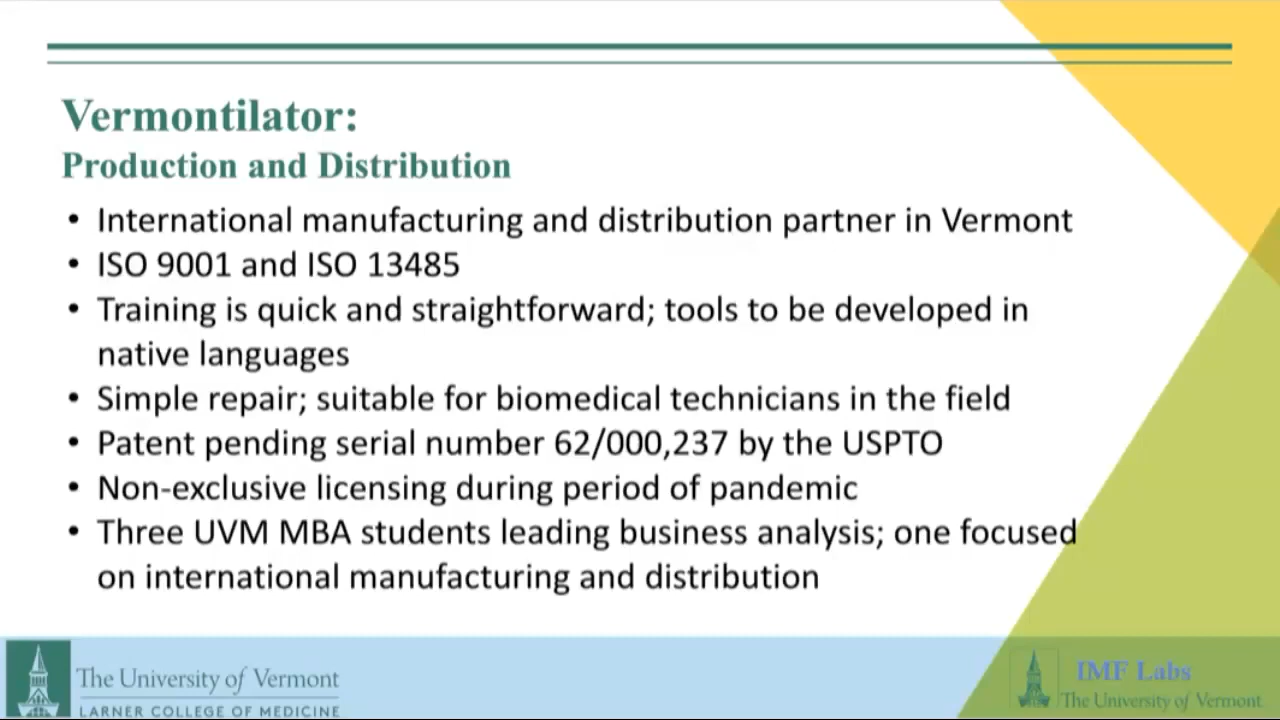 Vermontilator:
Production and Distribution
• International manufacturing and distribution partner in Vermont
• ISO 9001 and ISO 13485
• Training is quick and straightforward; tools to be developed in
native languages
• Simple repair; suitable for biomedical technicians in the field
• Patent pending serial number 62/000,237 by the USPTO
• Non-exclusive licensing during period of pandemic
• Three UVM MBA students leading business analysis; one focused
on international manufacturing and distribution
The University of Vermont
LARNER COLLEGE OF MEDICINE
IMF Labs
The University of Vermont